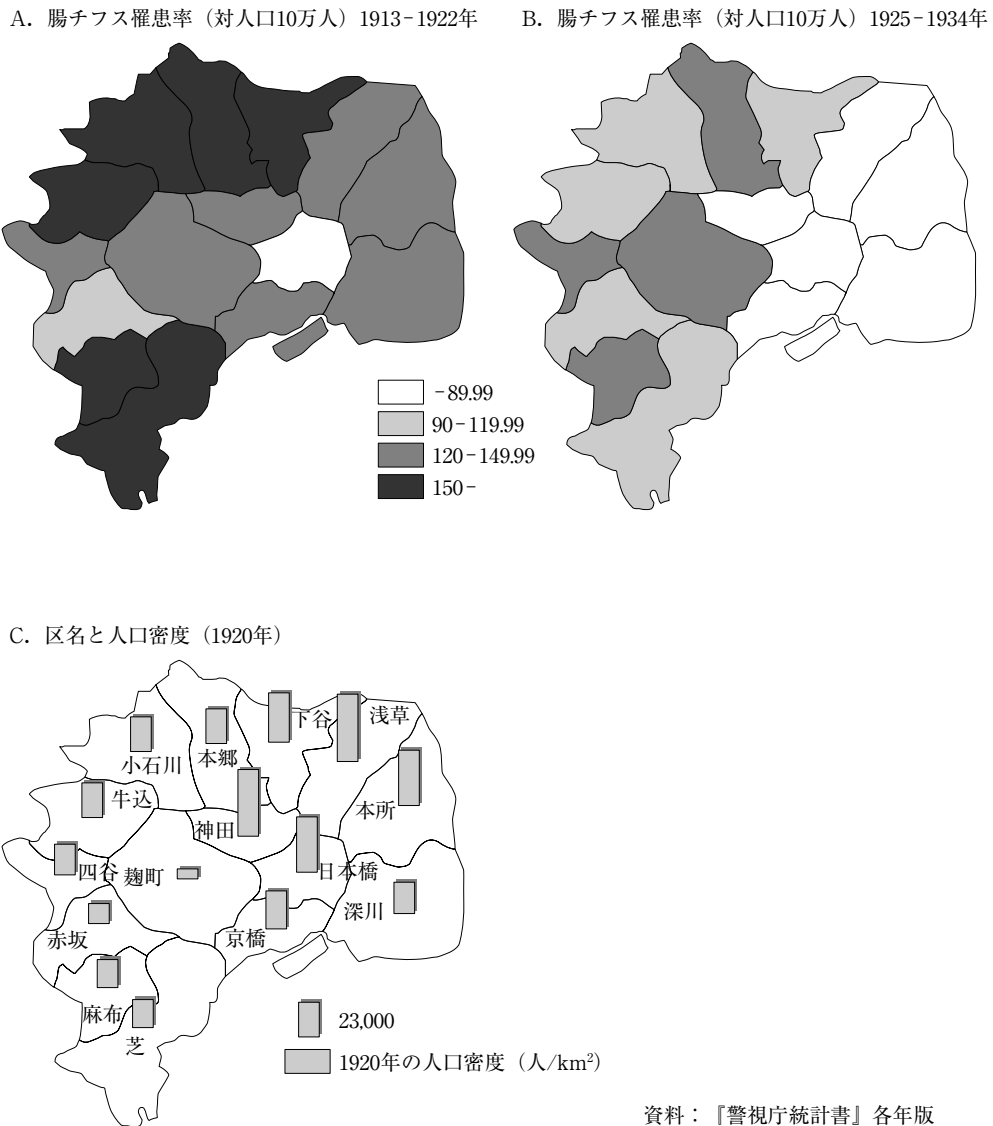 A．腸チフス罹患率（対人口10万人）1913−1922年
B．腸チフス罹患率（対人口10万人）1925−1934年
−89.99
90−119.99
120−149.99
150−
C．区名と人口密度（1920年）
下谷
浅草
小石川
本郷
牛込
本所
神田
四谷
麹町
日本橋
深川
赤坂
京橋
麻布
芝
23,000
1920年の人口密度（人/km²）
資料：『警視庁統計書』各年版